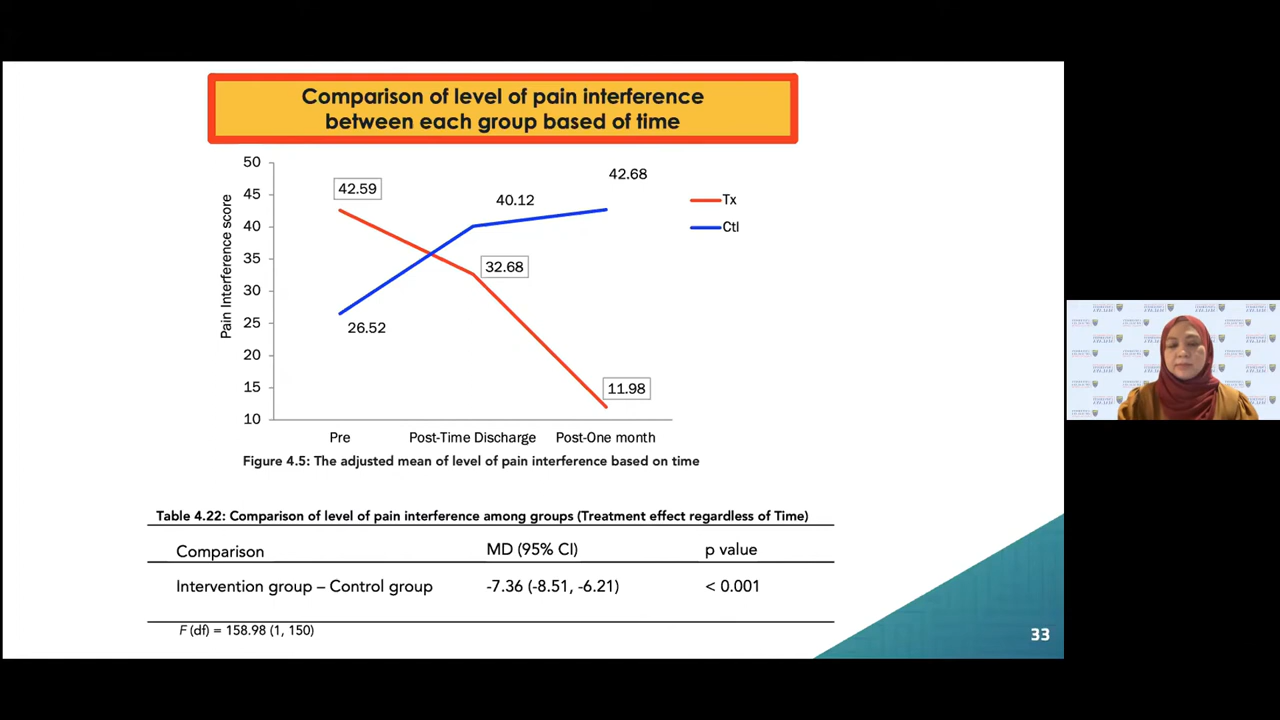 Comparison of level of pain interference
between each group based of time
50
45
40
35
30
25
20
15
10
Pain Interference score
42.59
26.52
40.12
32.68
42.68
11.98
Tx
Ctl
Pre
Post-Time Discharge
Post-One month
Figure 4.5: The adjusted mean of level of pain interference based on time
Table 4.22: Comparison of level of pain interference among groups (Treatment effect regardless of Time)
Comparison MD (95% CI) p value
Intervention group – Control group -7.36 (-8.51, -6.21) < 0.001
F (df) = 158.98 (1, 150)
33